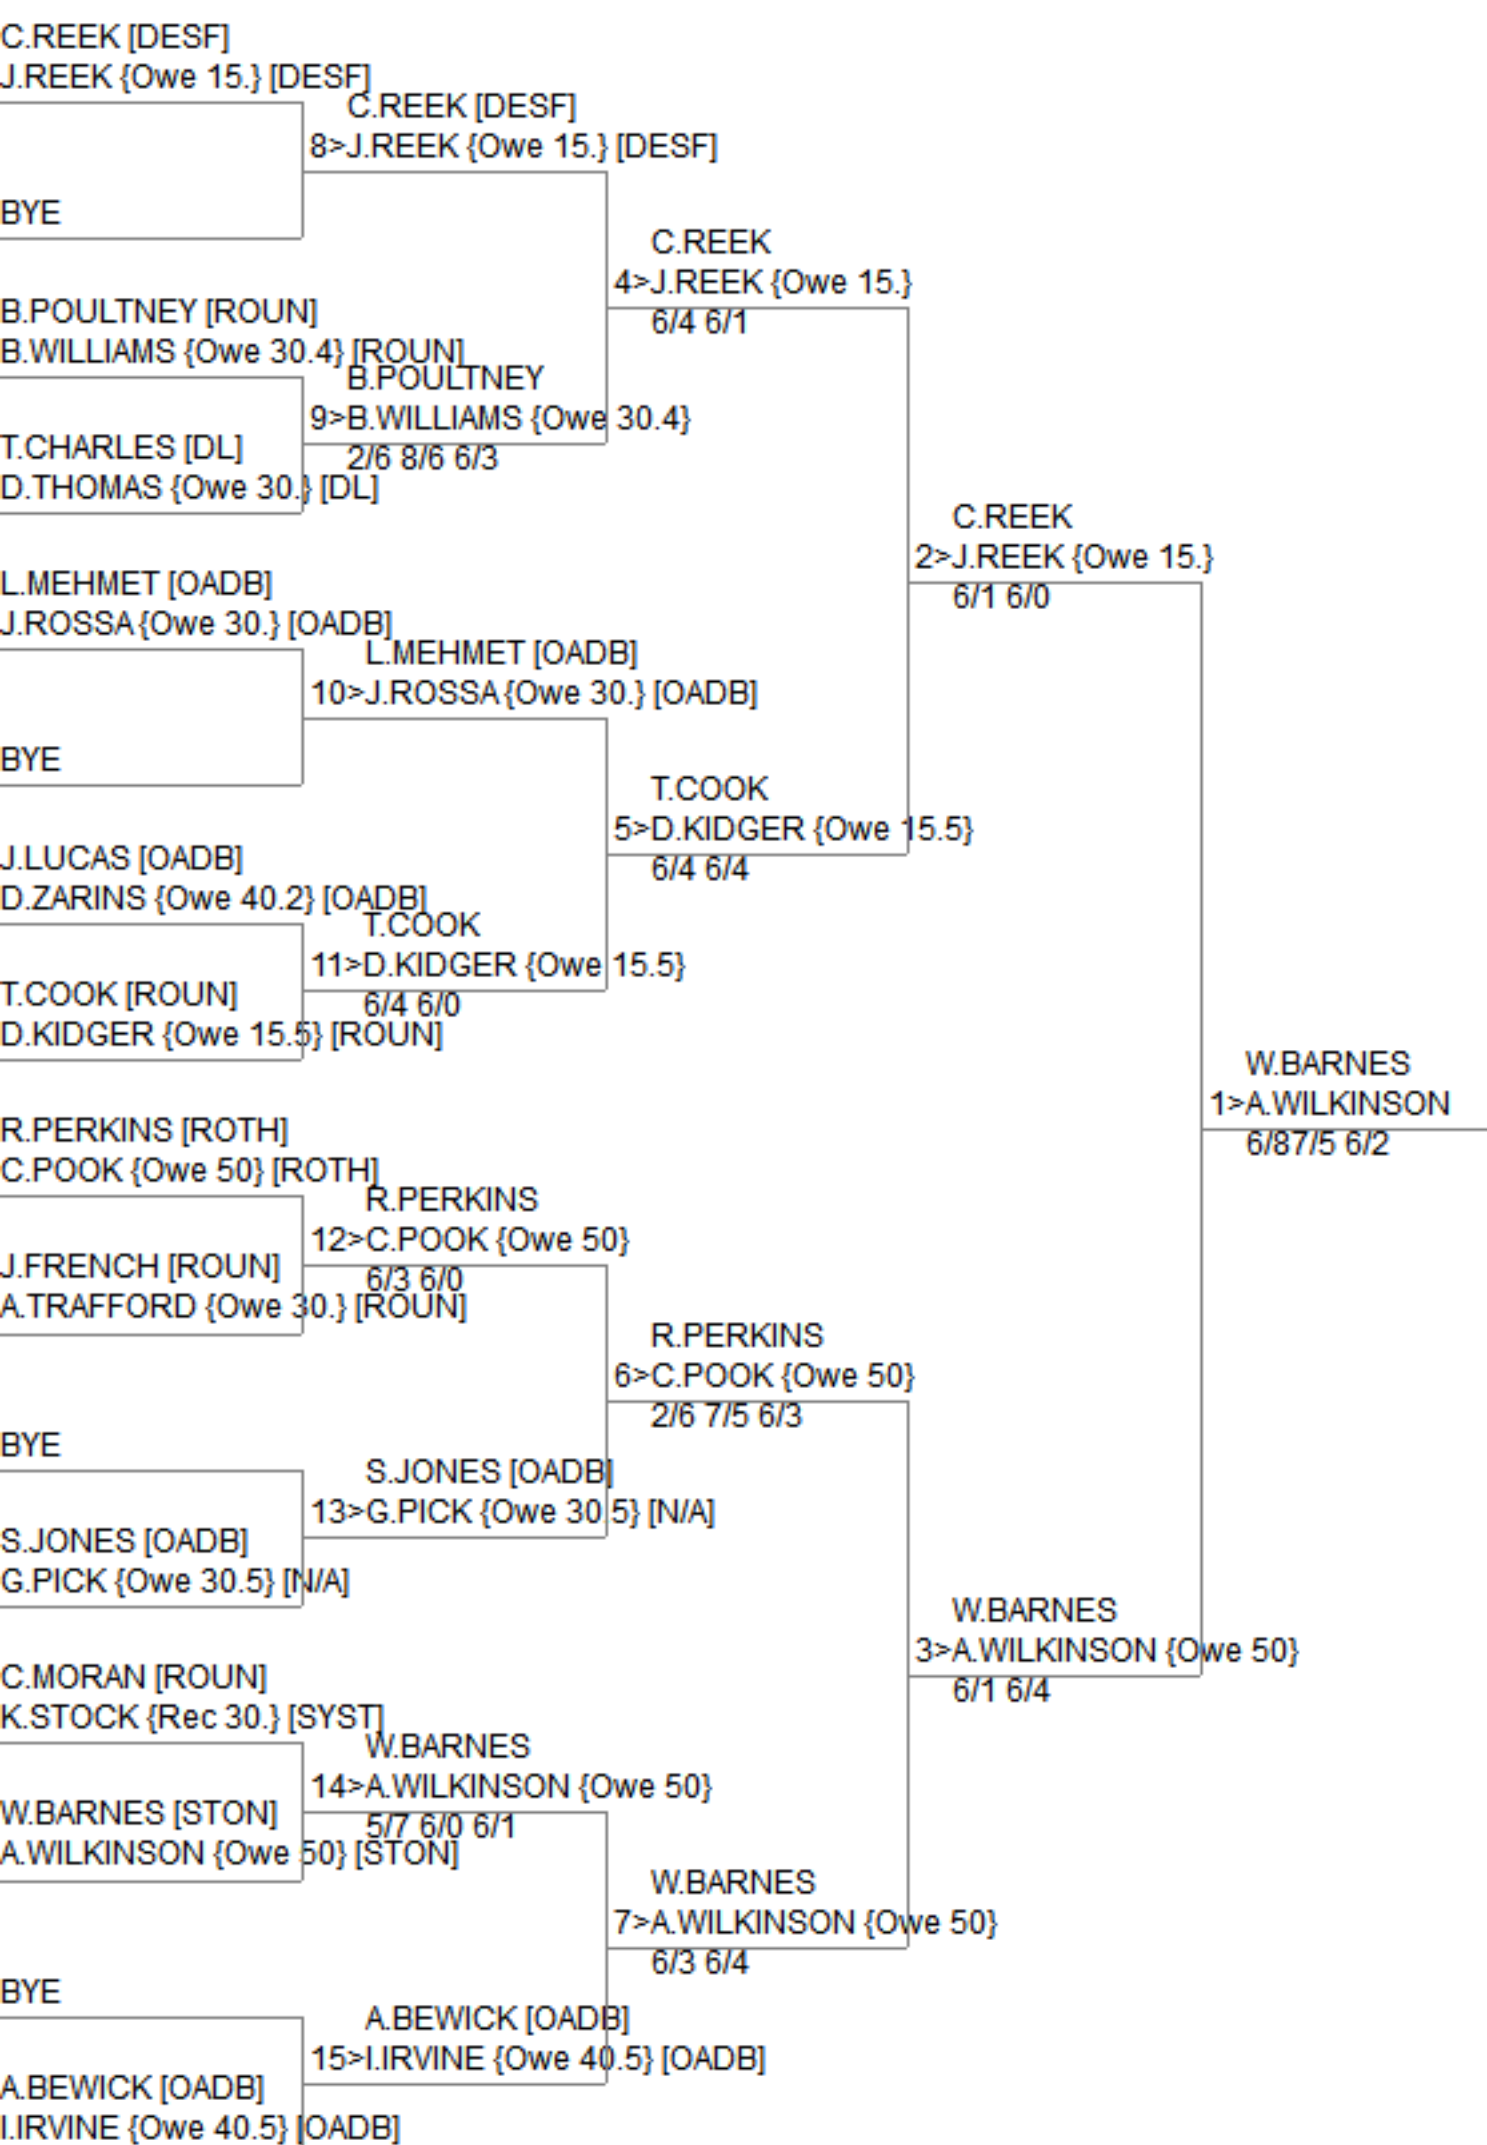 C.REEK [DESF]
J.REEK {Owe 15.} [DESF]
BYE
B.POULTNEY [ROUN]
B.WILLIAMS {Owe 30.4} [ROUN]
T.CHARLES [DL]
D.THOMAS {Owe 30.} [DL]
L.MEHMET [OADB]
J.ROSSA {Owe 30.} [OADB]
BYE
J.LUCAS [OADB]
D.ZARINS {Owe 40.2} [OADB]
T.COOK [ROUN]
D.KIDGER {Owe 15.5} [ROUN]
R.PERKINS [ROTH]
C.POOK {Owe 50} [ROTH]
J.FRENCH [ROUN]
A.TRAFFORD {Owe 30.} [ROUN]
BYE
S.JONES [OADB]
G.PICK {Owe 30.5} [N/A]
C.MORAN [ROUN]
K.STOCK {Rec 30.} [SYST]
W.BARNES [STON]
A.WILKINSON {Owe 50} [STON]
BYE
A.BEWICK [OADB]
I.IRVINE {Owe 40.5} [OADB]
C.REEK [DESF]
8>J.REEK {Owe 15.} [DESF]
B.POULTNEY
9>B.WILLIAMS {Owe 30.4}
2/6 8/6 6/3
L.MEHMET [OADB]
10>J.ROSSA {Owe 30.} [OADB]
T.COOK
11>D.KIDGER {Owe 15.5}
6/4 6/0
R.PERKINS
12>C.POOK {Owe 50}
6/3 6/0
S.JONES [OADB]
13>G.PICK {Owe 30.5} [N/A]
W.BARNES
14>A.WILKINSON {Owe 50}
5/7 6/0 6/1
A.BEWICK [OADB]
15>I.IRVINE {Owe 40.5} [OADB]
C.REEK
4>J.REEK {Owe 15.}
6/4 6/1
T.COOK
5>D.KIDGER {Owe 15.5}
6/4 6/4
R.PERKINS
6>C.POOK {Owe 50}
2/6 7/5 6/3
W.BARNES
7>A.WILKINSON {Owe 50}
6/3 6/4
C.REEK
2>J.REEK {Owe 15.}
6/1 6/0
W.BARNES
3>A.WILKINSON {Owe 50}
6/1 6/4
W.BARNES
1>A.WILKINSON
6/87/5 6/2